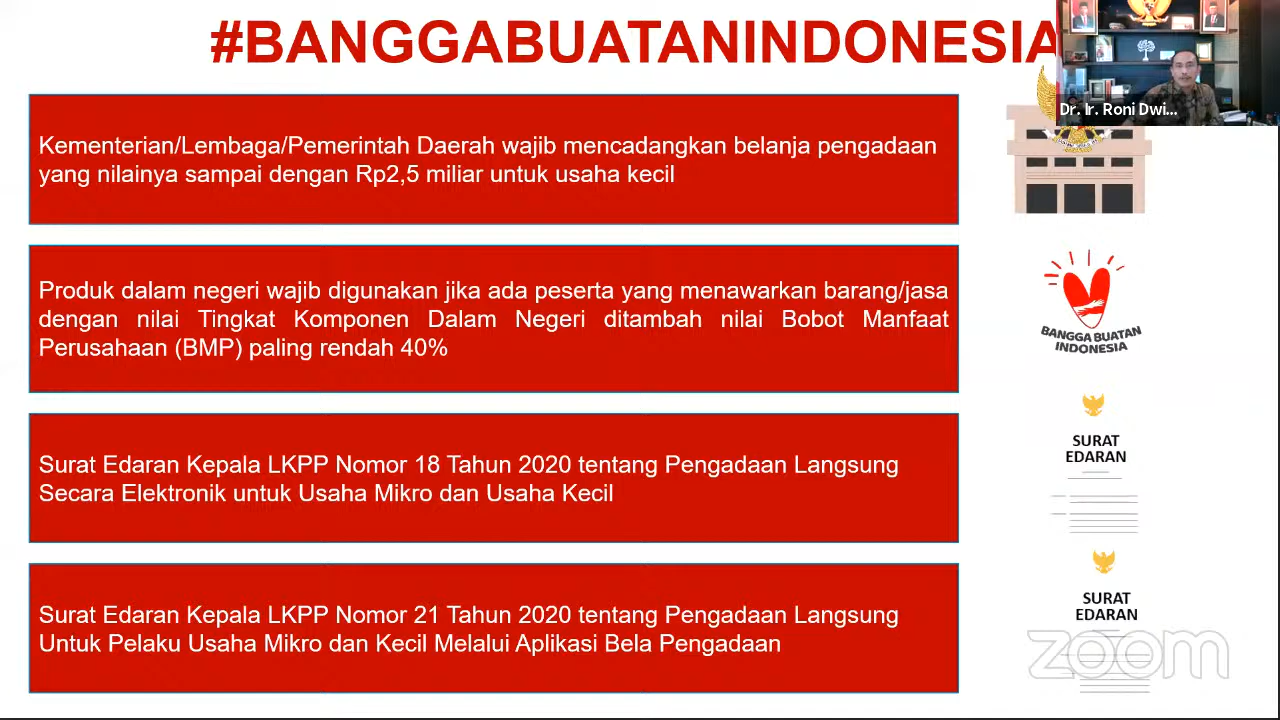 #BANGGABUATANINDONESIA
Dr. Ir. Roni Dwi...
Kementerian/Lembaga/Pemerintah Daerah wajib mencadangkan belanja pengadaan
yang nilainya sampai dengan Rp2,5 miliar untuk usaha kecil
Produk dalam negeri wajib digunakan jika ada peserta yang menawarkan barang/jasa
dengan nilai Tingkat Komponen Dalam Negeri ditambah nilai Bobot Manfaat
Perusahaan (BMP) paling rendah 40%
BANGGA BUATAN
INDONESIA
Surat Edaran Kepala LKPP Nomor 18 Tahun 2020 tentang Pengadaan Langsung
Secara Elektronik untuk Usaha Mikro dan Usaha Kecil
SURAT
EDARAN
Surat Edaran Kepala LKPP Nomor 21 Tahun 2020 tentang Pengadaan Langsung
Untuk Pelaku Usaha Mikro dan Kecil Melalui Aplikasi Bela Pengadaan
SURAT
EDARAN
zoom